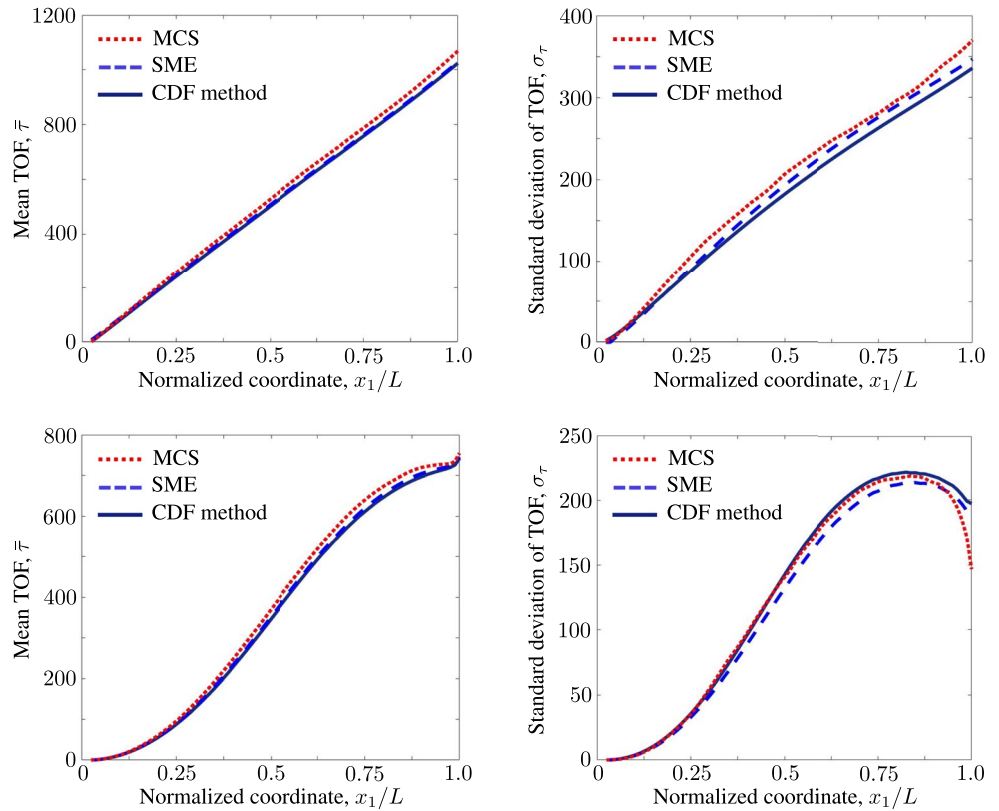 1200
800
400
0
Mean TOF, τ̄
MCS
SME
CDF method
0 0.25 0.5 0.75 1.0
Normalized coordinate, x₁/L
400
300
200
100
0
Standard deviation of TOF, σ_τ
MCS
SME
CDF method
0 0.25 0.5 0.75 1.0
Normalized coordinate, x₁/L
800
600
400
200
0
Mean TOF, τ̄
MCS
SME
CDF method
0.25 0.5 0.75 1.0
Normalized coordinate, x₁/L
250
200
150
100
50
0
Standard deviation of TOF, σ_τ
MCS
SME
CDF method
0 0.25 0.5 0.75 1.0
Normalized coordinate, x₁/L